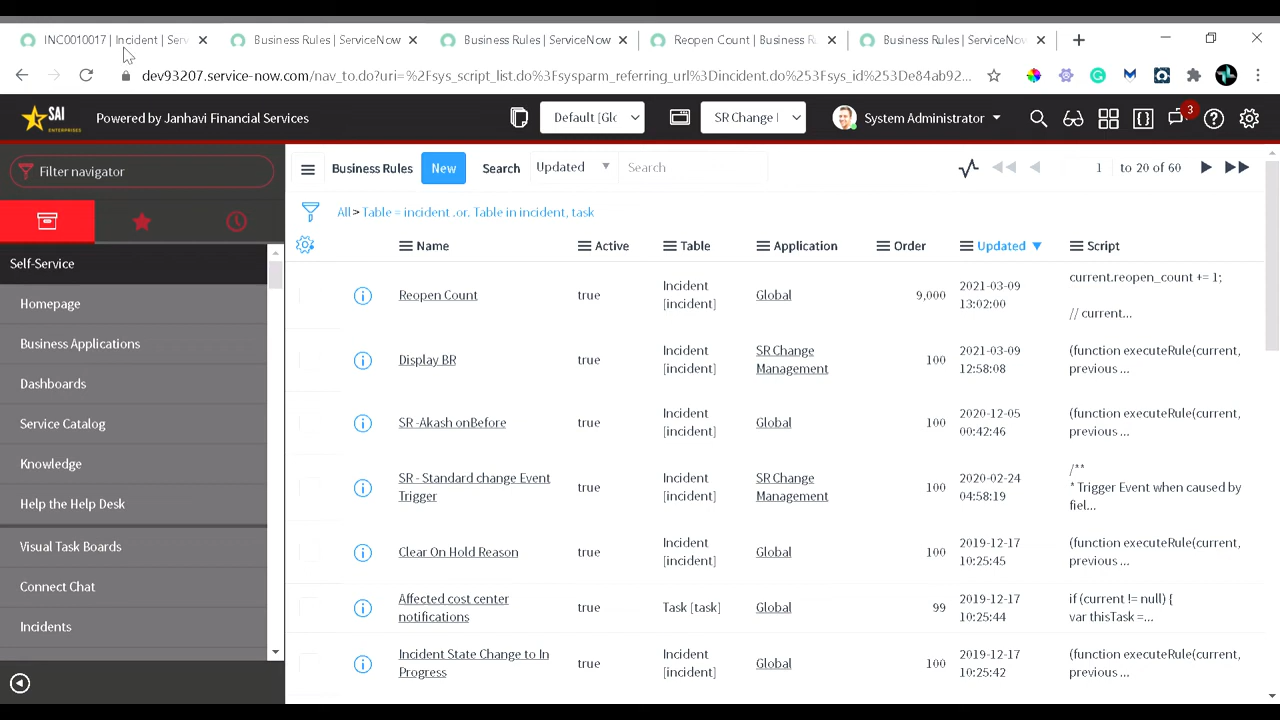 INC0010017 | Incident | Serv
Business Rules | ServiceNow
Business Rules | ServiceNow
Reopen Count | Business R
Business Rules | ServiceNow
dev93207.service-now.com/nav_to.do?uri=%2Fsys_script_list.do%3Fsysparm_referring_url%3Dincident.do%253Fsys_id%253De84ab92...
SAI
ENTERPRISES
Powered by Janhavi Financial Services
Default [Glo
SR Change
System Administrator
3
Filter navigator
Self-Service
Homepage
Business Applications
Dashboards
Service Catalog
Knowledge
Help the Help Desk
Visual Task Boards
Connect Chat
Incidents
Business Rules New Search Updated Search
1 to 20 of 60
All > Table = incident .or. Table in incident, task
Name Active Table Application Order Updated Script
Reopen Count true Incident [incident] Global 9,000 2021-03-09 13:02:00 current.reopen_count += 1; // current...
Display BR true Incident [incident] SR Change Management 100 2021-03-09 12:58:08 (function executeRule(current, previous ...
SR -Akash onBefore true Incident [incident] Global 100 2020-12-05 00:42:46 (function executeRule(current, previous ...
SR - Standard change Event Trigger true Incident [incident] SR Change Management 100 2020-02-24 04:58:19 /** * Trigger Event when caused by fiel...
Clear On Hold Reason true Incident [incident] Global 100 2019-12-17 10:25:45 (function executeRule(current, previous ...
Affected cost center notifications true Task [task] Global 99 2019-12-17 10:25:44 if (current != null) { var thisTask =...
Incident State Change to In Progress true Incident [incident] Global 100 2019-12-17 10:25:42 (function executeRule(current, previous ...